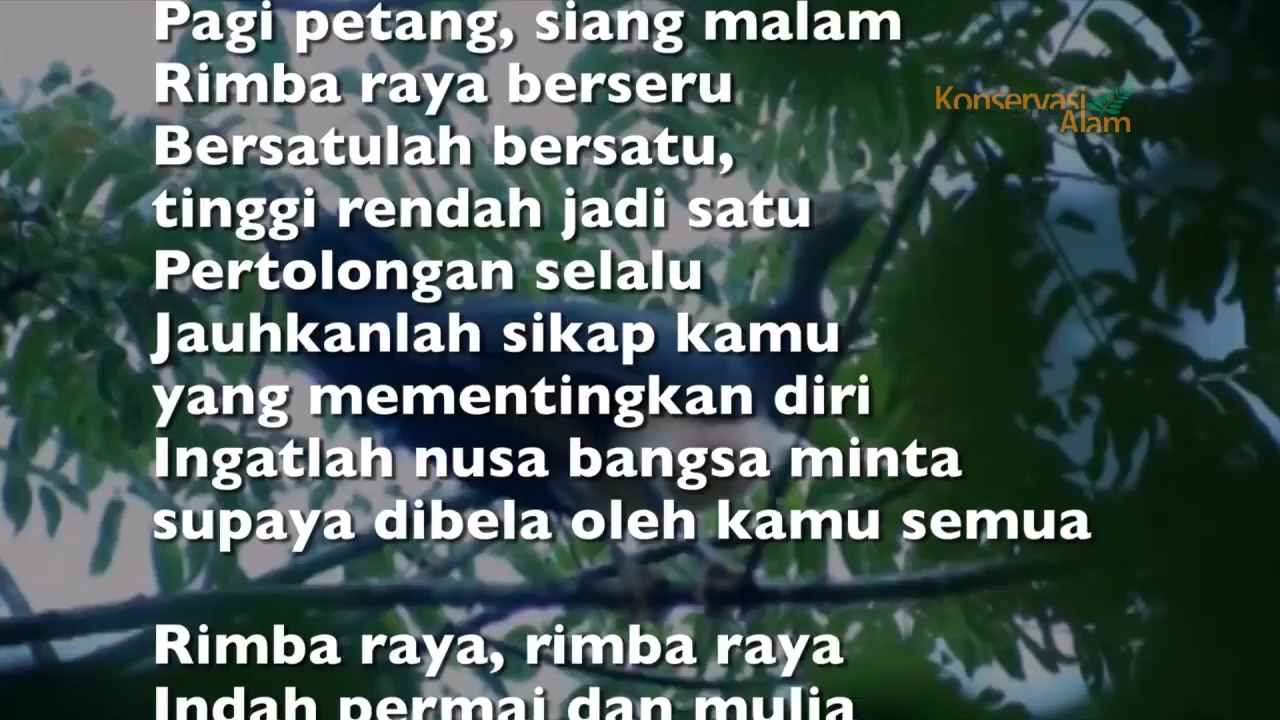 Pagi petang, siang malam
Rimba raya berseru
Bersatulah bersatu,
tinggi rendah jadi satu
Pertolongan selalu
Jauhkanlah sikap kamu
yang mementingkan diri
Ingatlah nusa bangsa minta
supaya dibela oleh kamu semua
Rimba raya, rimba raya
Indah permai dan mulia
Konservasi
Alam